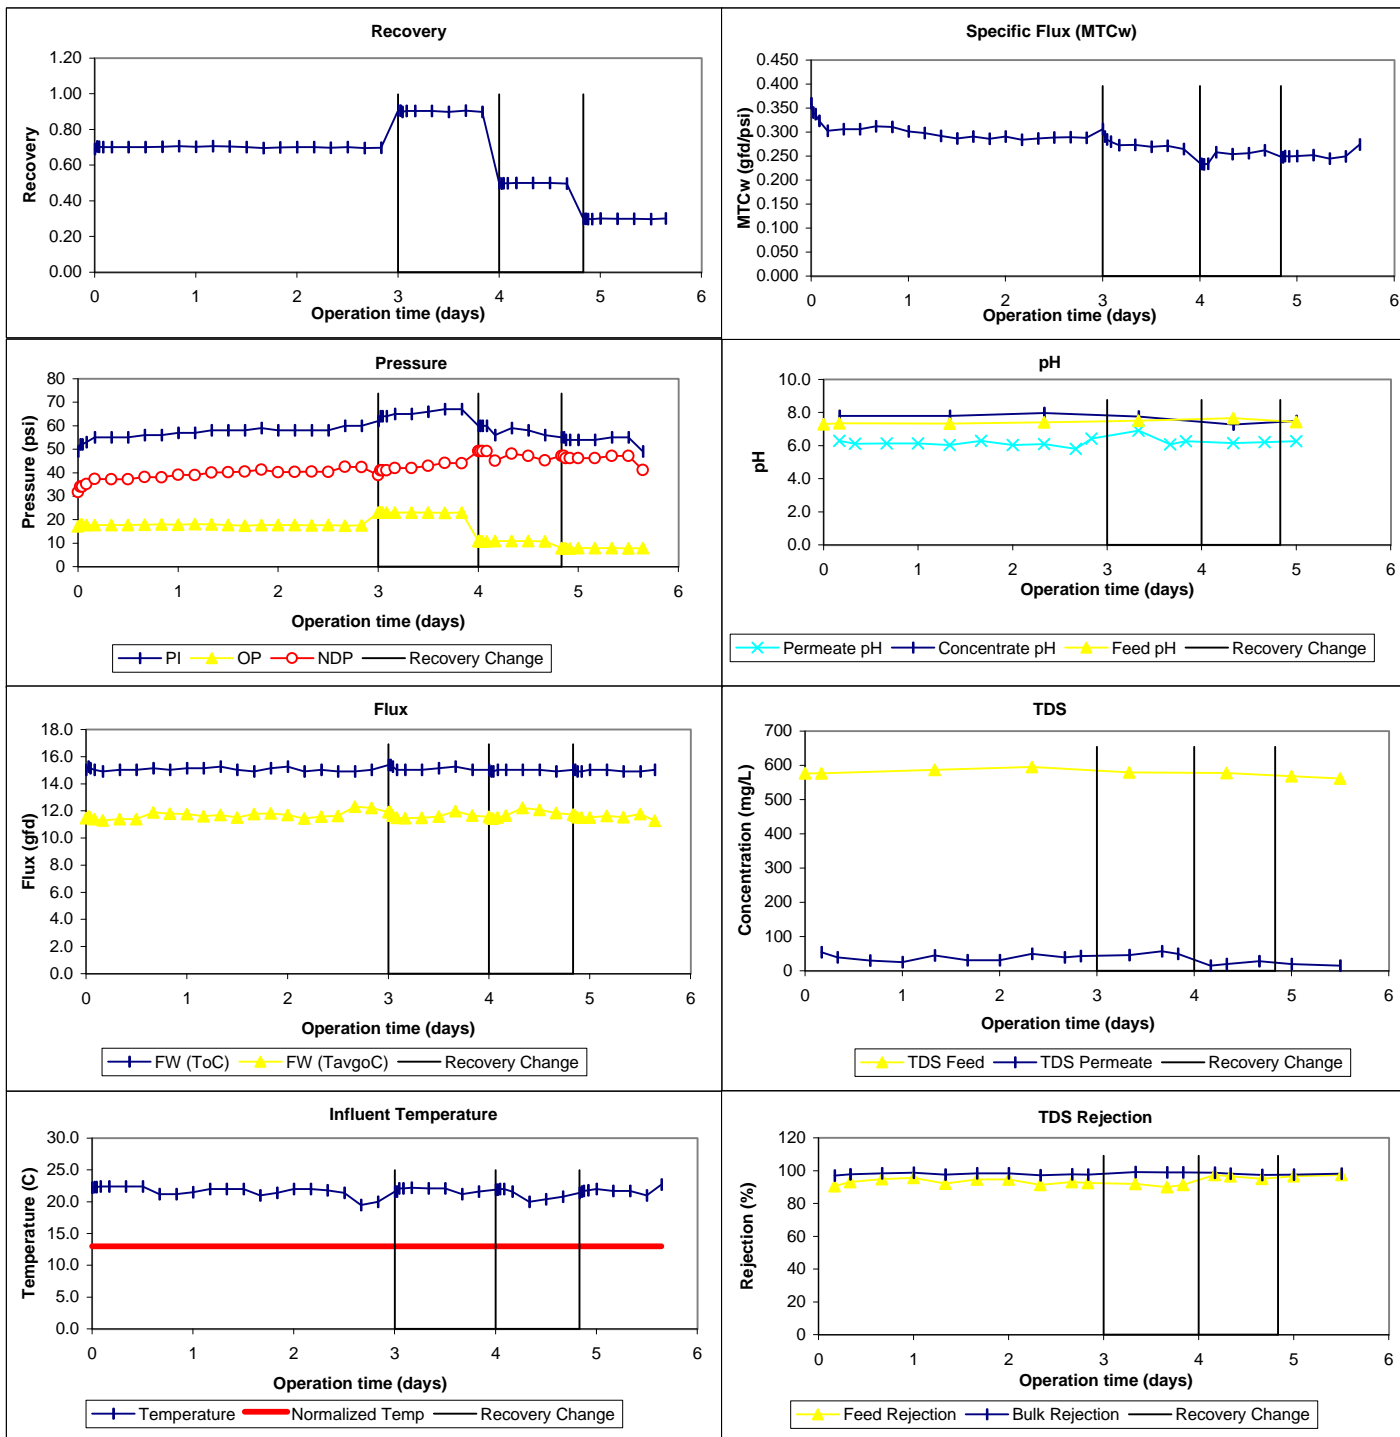 Recovery
1.20
1.00
0.80
0.60
0.40
0.20
0.00
Recovery
0 1 2 3 4 5 6
Operation time (days)
Specific Flux (MTCw)
0.450
0.400
0.350
0.300
0.250
0.200
0.150
0.100
0.050
0.000
MTCw (gfd/psi)
0 1 2 3 4 5 6
Operation time (days)
Pressure
80
70
60
50
40
30
20
10
0
Pressure (psi)
0 1 2 3 4 5 6
Operation time (days)
PI OP NDP Recovery Change
pH
10.0
8.0
6.0
4.0
2.0
0.0
pH
0 1 2 3 4 5 6
Operation time (days)
Permeate pH Concentrate pH Feed pH Recovery Change
Flux
18.0
16.0
14.0
12.0
10.0
8.0
6.0
4.0
2.0
0.0
Flux (gfd)
0 1 2 3 4 5 6
Operation time (days)
FW (ToC) FW (TavgoC) Recovery Change
TDS
700
600
500
400
300
200
100
0
Concentration (mg/L)
0 1 2 3 4 5 6
Operation time (days)
TDS Feed TDS Permeate Recovery Change
Influent Temperature
30.0
25.0
20.0
15.0
10.0
5.0
0.0
Temperature (C)
0 1 2 3 4 5 6
Operation time (days)
Temperature Normalized Temp Recovery Change
TDS Rejection
120
100
80
60
40
20
0
Rejection (%)
0 1 2 3 4 5 6
Operation time (days)
Feed Rejection Bulk Rejection Recovery Change